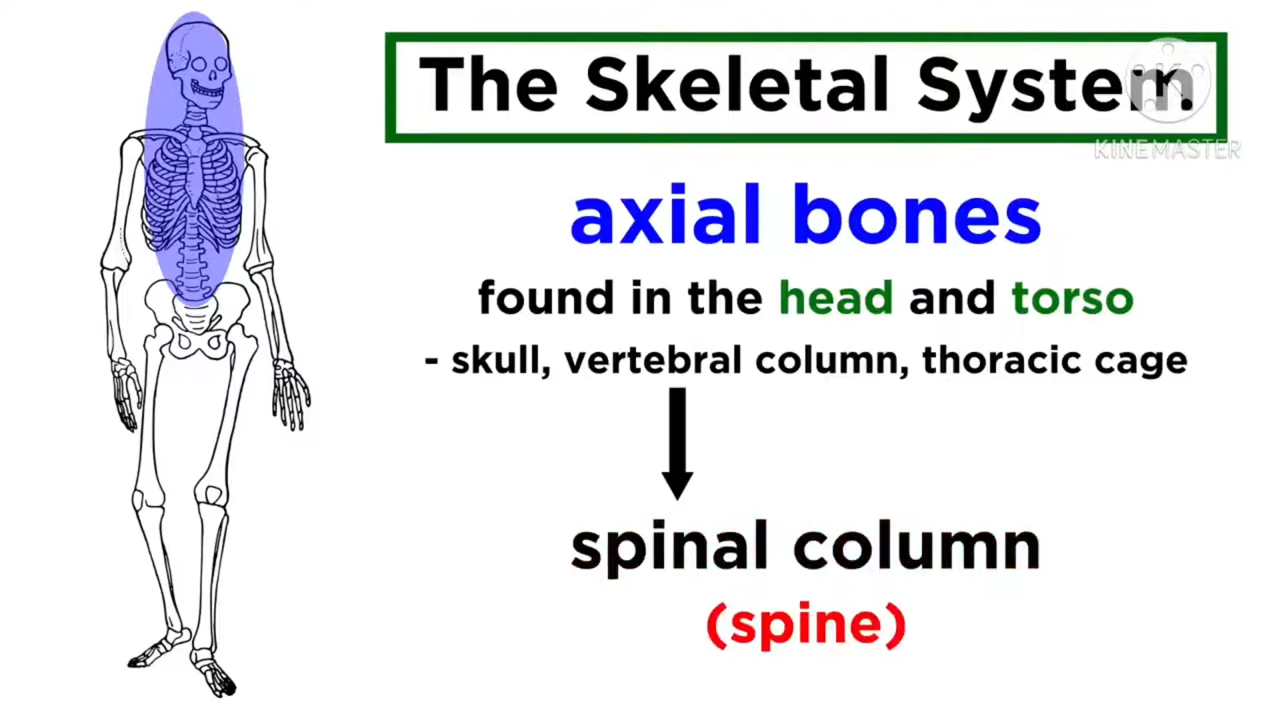 The Skeletal System
KINEMASTER
axial bones
found in the head and torso
- skull, vertebral column, thoracic cage
spinal column
(spine)